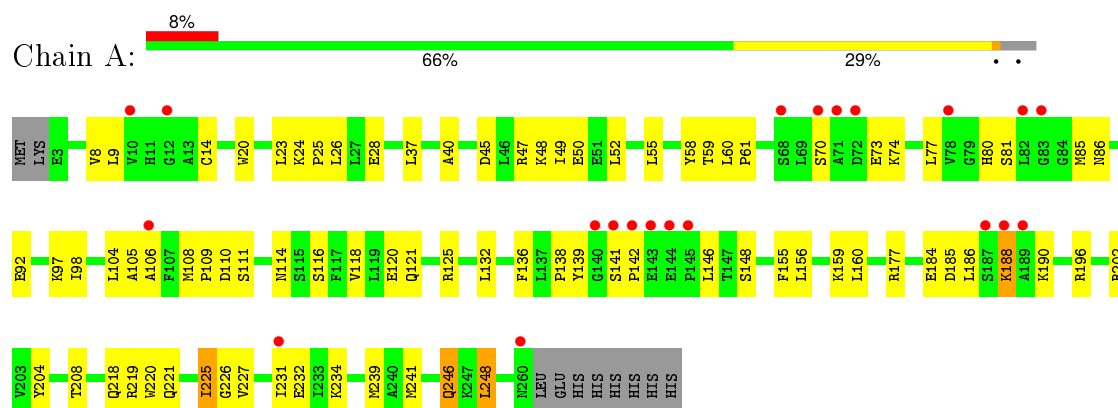 8%
Chain A:
66% 29% • •
MET LYS E3 V8 L9 V10 H11 G12 A13 C14 W20 L23 K24 P25 L26 L27 E28 L37 A40 D45 L46 R47 K48 I49 E50 E51 L52 L55 Y58 T59 L60 P61 S68 L69 S70 A71 D72 E73 K74 L77 V78 G79 H80 S81 L82 G83 G84 M85 N86
E92 K97 I98 L104 A105 A106 F107 M108 P109 D110 S111 N114 S115 S116 F117 V118 L119 E120 Q121 R125 L132 F136 L137 P138 Y139 G140 S141 P142 E143 E144 P145 L146 T147 S148 F155 L156 K159 L160 R177 E184 D185 L186 S187 K188 A189 K190 R196
V203 Y204 T208 Q218 R219 W220 Q221 I225 G226 V227 I231 E232 I233 K234 M239 A240 M241 Q246 K247 L248 N260 LEU GLU HIS HIS HIS HIS HIS HIS